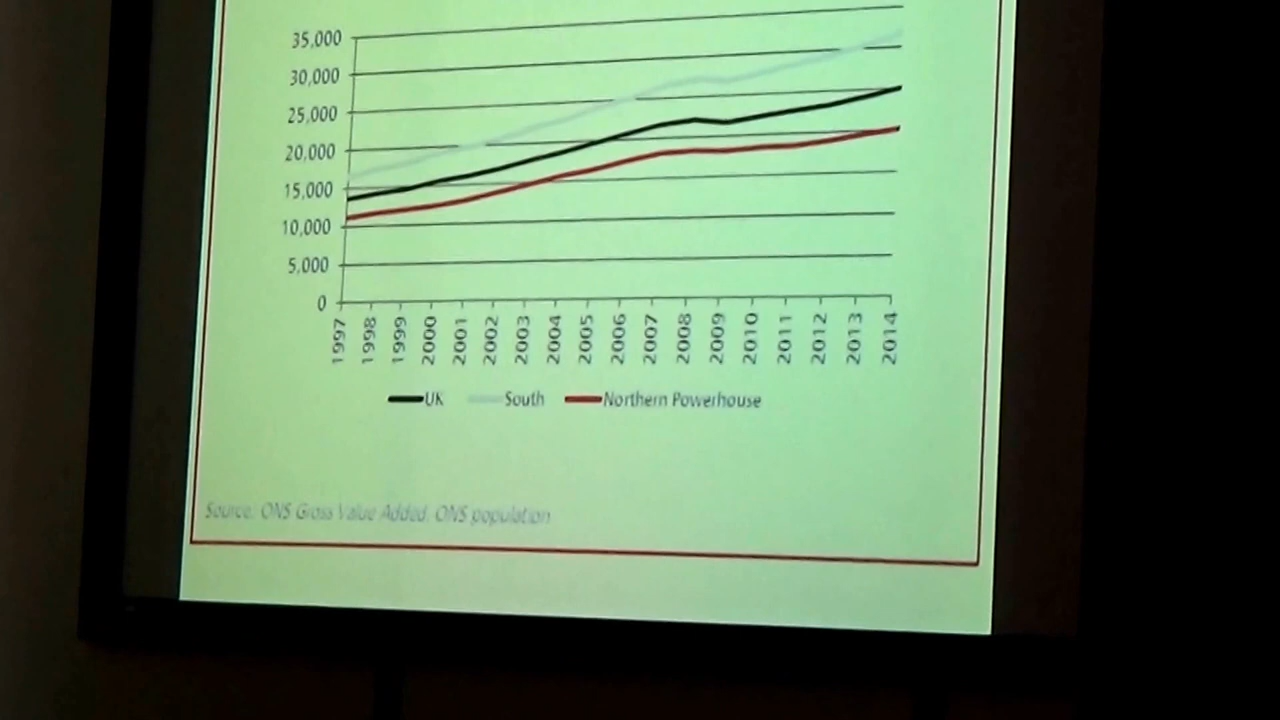 35,000
30,000
25,000
20,000
15,000
10,000
5,000
0
1997 1998 1999 2000 2001 2002 2003 2004 2005 2006 2007 2008 2009 2010 2011 2012 2013 2014
UK South Northern Powerhouse
Source: ONS Gross Value Added, ONS population